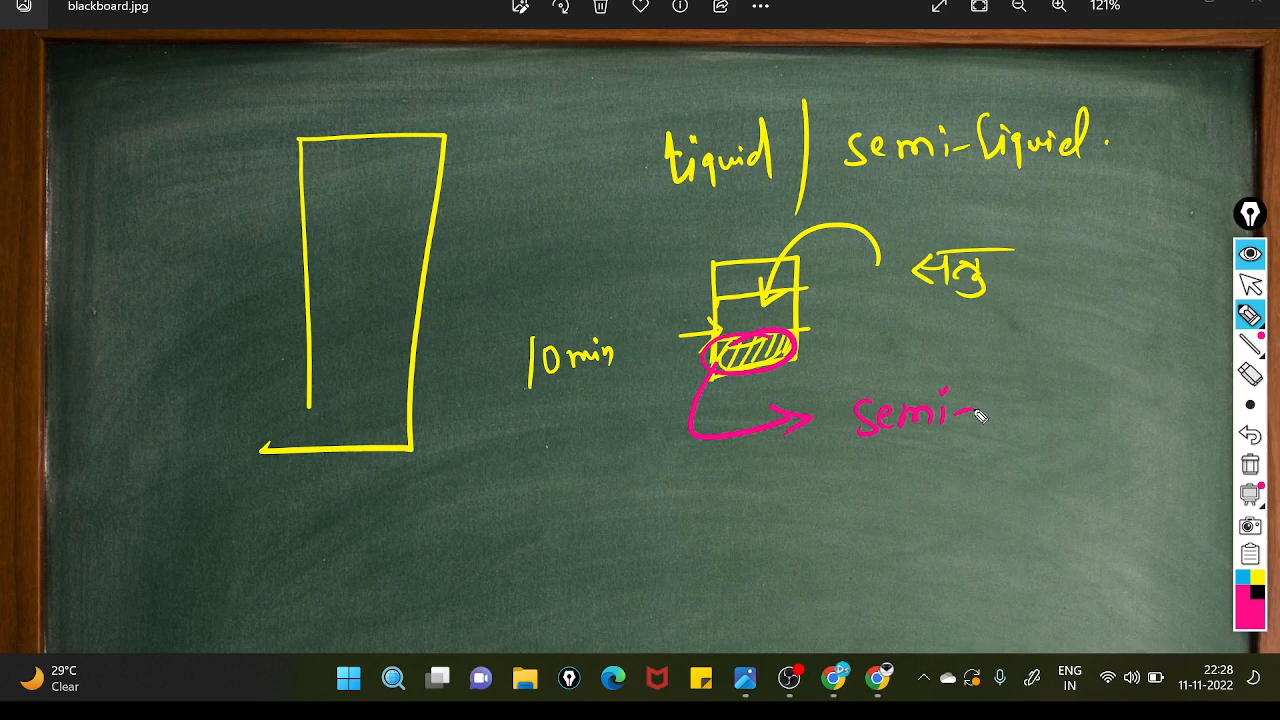 blackboard.jpg
121%
liquid | semi-liquid.
10 min
semi-
29°C
Clear
ENG
IN
22:28
11-11-2022